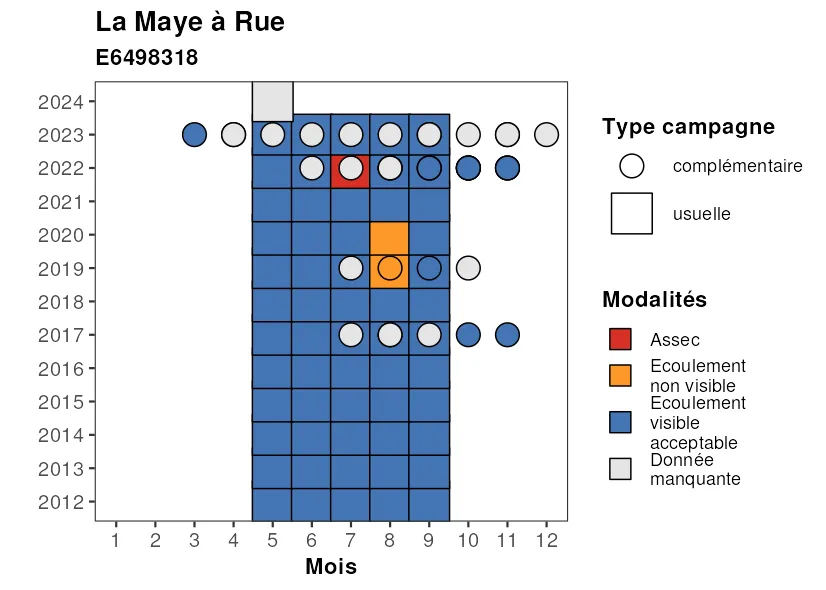 La Maye à Rue
E6498318
2024
2023
2022
2021
2020
2019
2018
2017
2016
2015
2014
2013
2012
1 2 3 4 5 6 7 8 9 10 11 12
Mois
Type campagne
complémentaire
usuelle
Modalités
Assec
Ecoulement
non visible
Ecoulement
visible
acceptable
Donnée
manquante